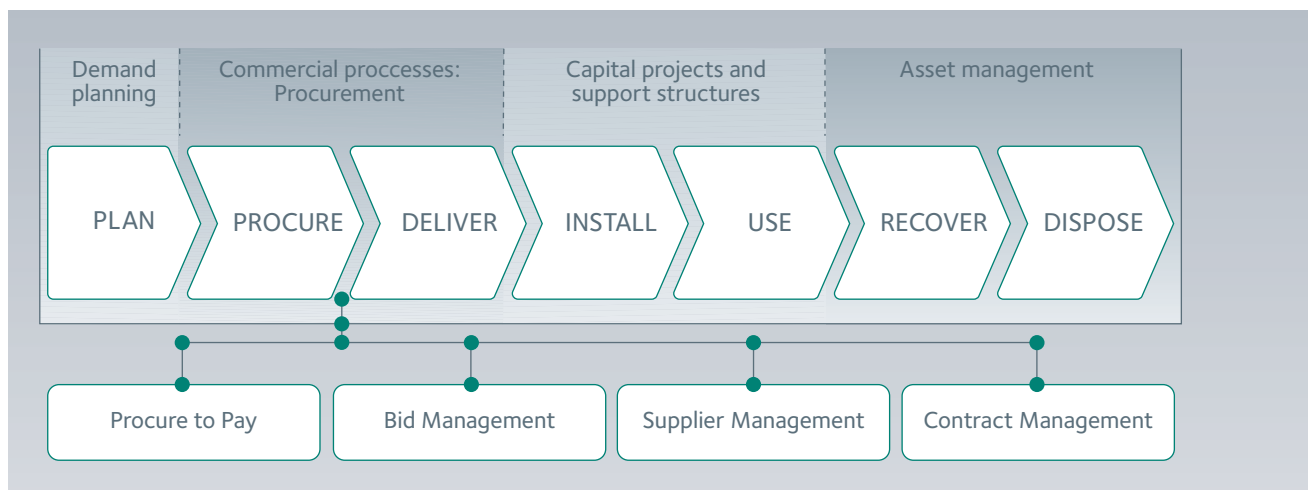 Demand
planning
Commercial proccesses:
Procurement
Capital projects and
support structures
Asset management
PLAN
PROCURE
DELIVER
INSTALL
USE
RECOVER
DISPOSE
Procure to Pay
Bid Management
Supplier Management
Contract Management